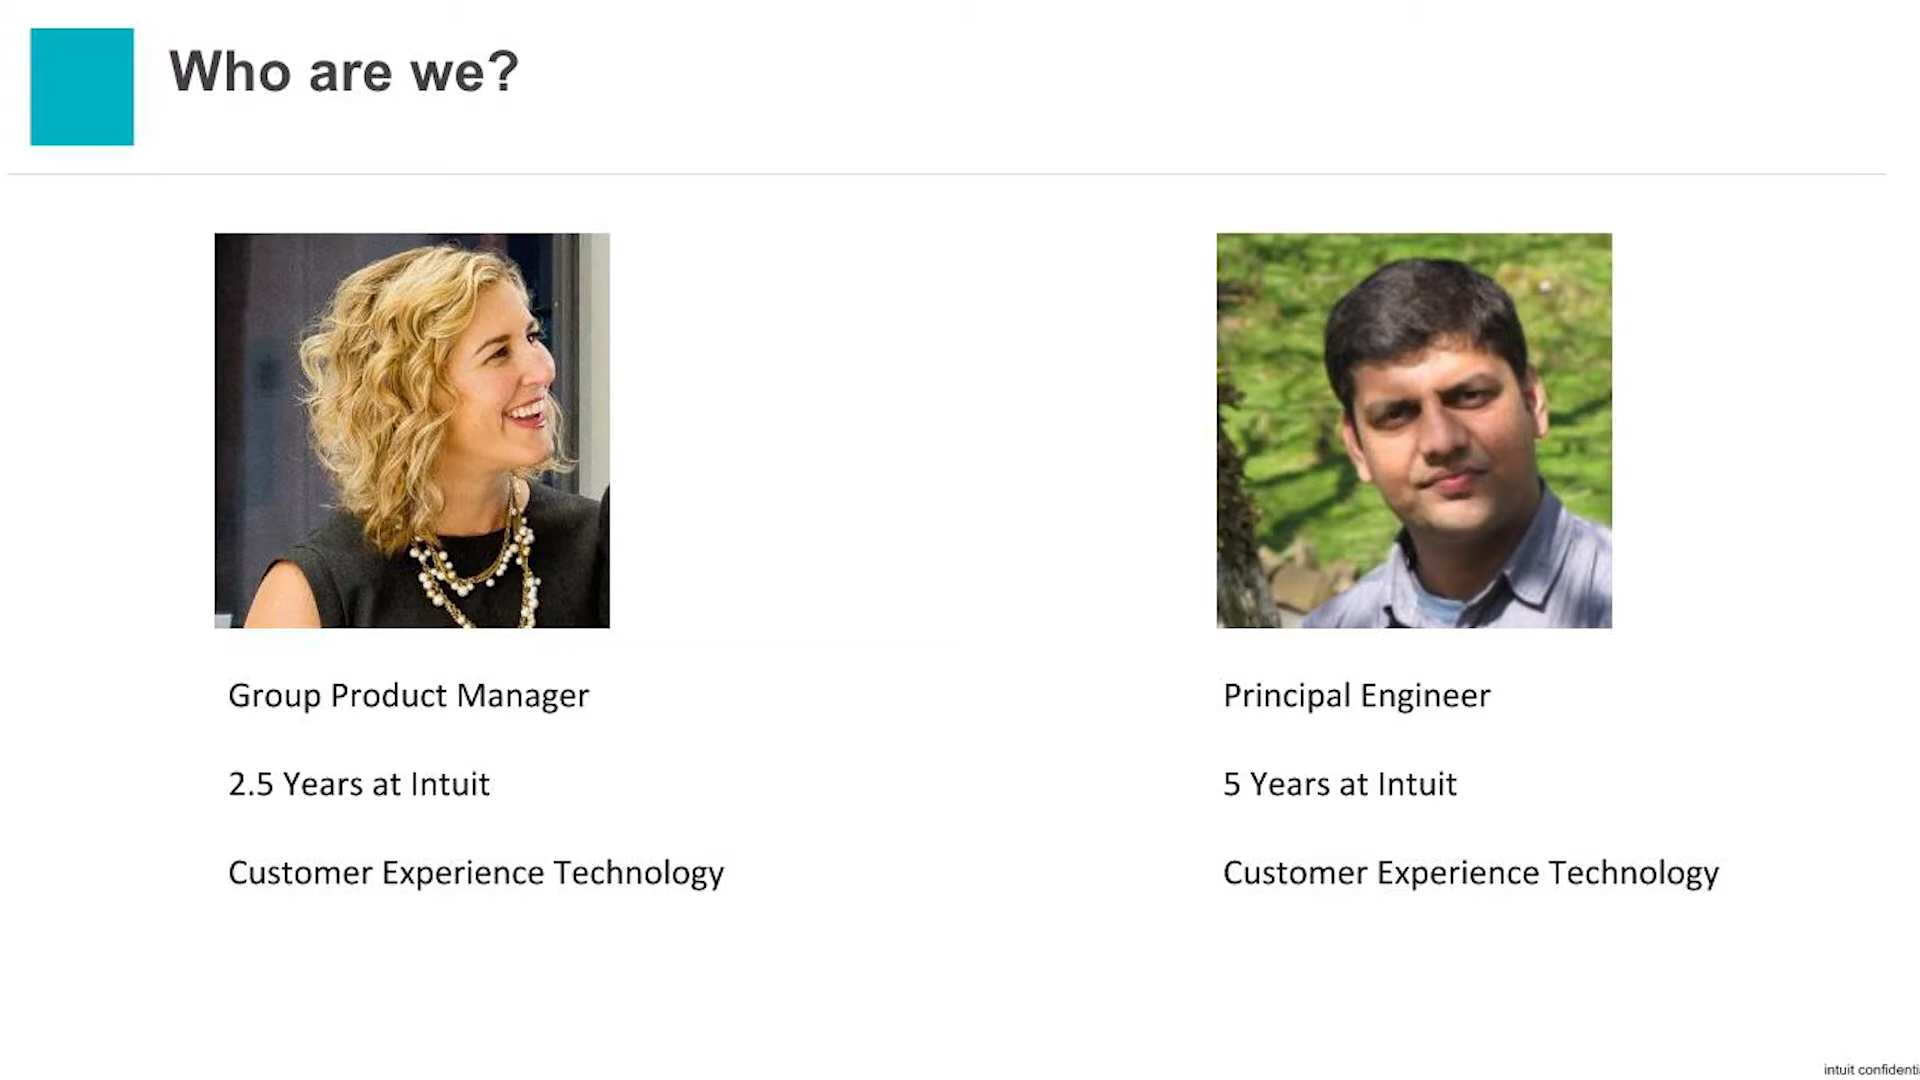 Who are we?
Group Product Manager
2.5 Years at Intuit
Customer Experience Technology
Principal Engineer
5 Years at Intuit
Customer Experience Technology
intuit confidenti